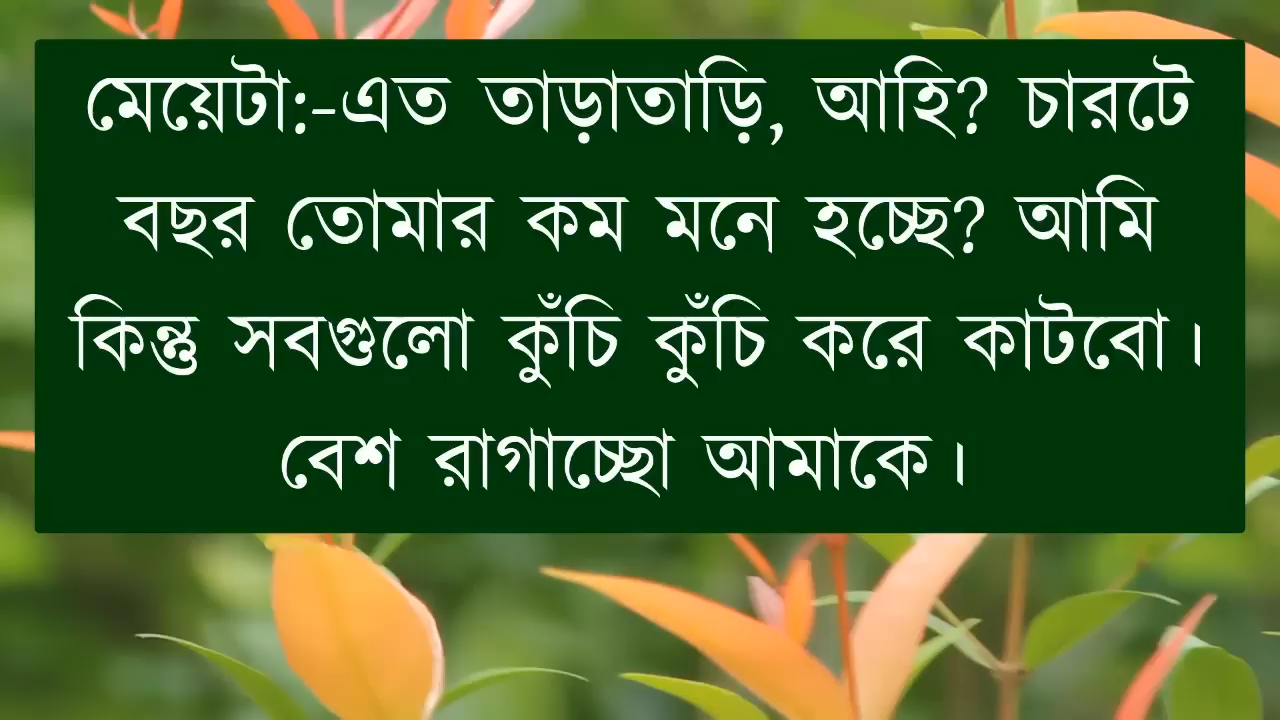 মেয়েটা:-এত তাড়াতাড়ি, আহি? চারটে
বছর তোমার কম মনে হচ্ছে? আমি
কিন্তু সবগুলো কুঁচি কুঁচি করে কাটবো।
বেশ রাগাচ্ছো আমাকে।